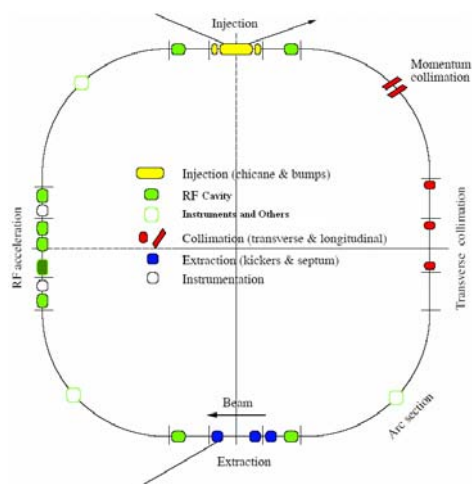 Injection
Momentum
collimation
Injection (chicane & bumps)
RF Cavity
Instruments and Others
Collimation (transverse & longitudinal)
Extraction (kickers & septum)
Instrumentation
RF acceleration
Transverse collimation
Beam
Arc section
Extraction